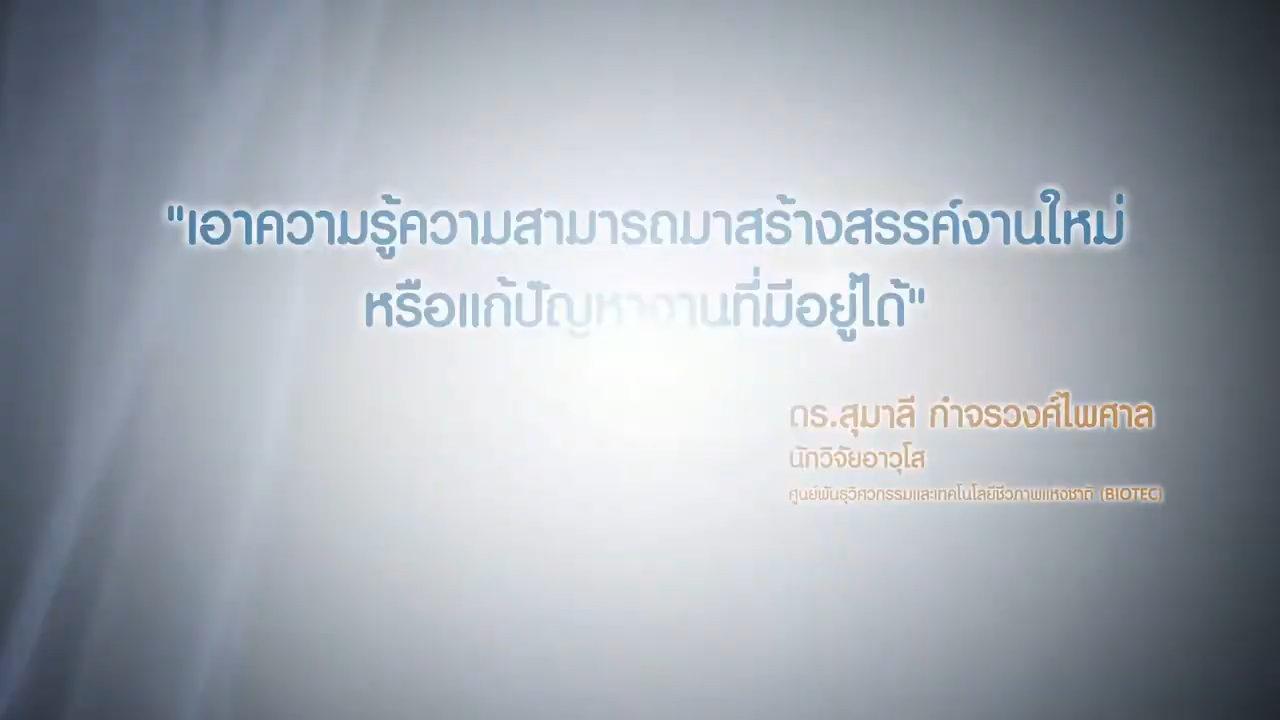 "เอาความรู้ความสามารถมาสร้างสรรค์งานใหม่
หรือแก้ปัญหางานที่มีอยู่ได้"
ดร.สุมาลี กำจรวงศ์ไพศาล
นักวิจัยอาวุโส
ศูนย์พันธุวิศวกรรมและเทคโนโลยีชีวภาพแห่งชาติ (BIOTEC)